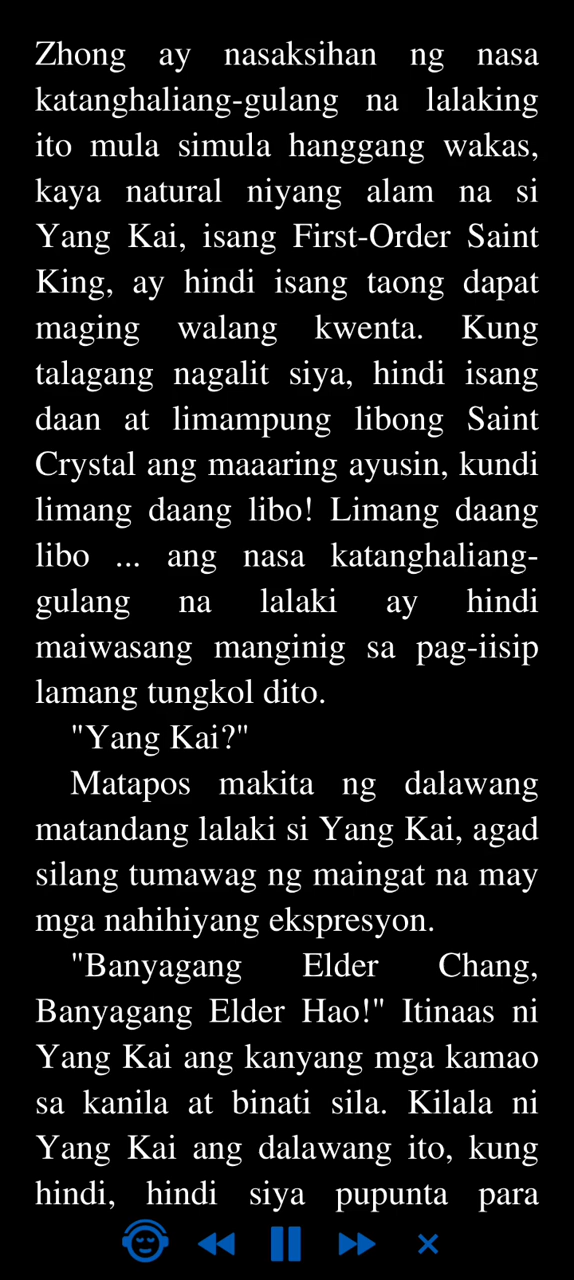 Zhong ay nasaksihan ng nasa
katanghaliang-gulang na lalaking
ito mula simula hanggang wakas,
kaya natural niyang alam na si
Yang Kai, isang First-Order Saint
King, ay hindi isang taong dapat
maging walang kwenta. Kung
talagang nagalit siya, hindi isang
daan at limampung libong Saint
Crystal ang maaaring ayusin, kundi
limang daang libo! Limang daang
libo ... ang nasa katanghaliang-
gulang na lalaki ay hindi
maiwasang manginig sa pag-iisip
lamang tungkol dito.
"Yang Kai?"
Matapos makita ng dalawang
matandang lalaki si Yang Kai, agad
silang tumawag ng maingat na may
mga nahihiyang ekspresyon.
"Banyagang Elder Chang,
Banyagang Elder Hao!" Itinaas ni
Yang Kai ang kanyang mga kamao
sa kanila at binati sila. Kilala ni
Yang Kai ang dalawang ito, kung
hindi, hindi siya pupunta para